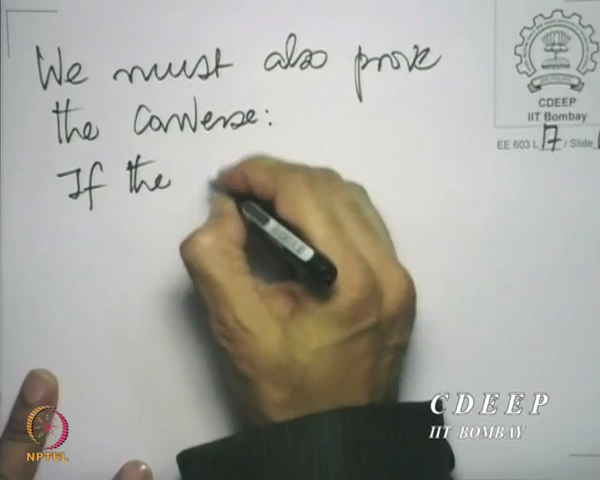 We must also prove
the converse:
If the
CDEEP
IIT Bombay
EE 603 L 17 / Slide
CDEEP
IIT BOMBAY
NPTEL